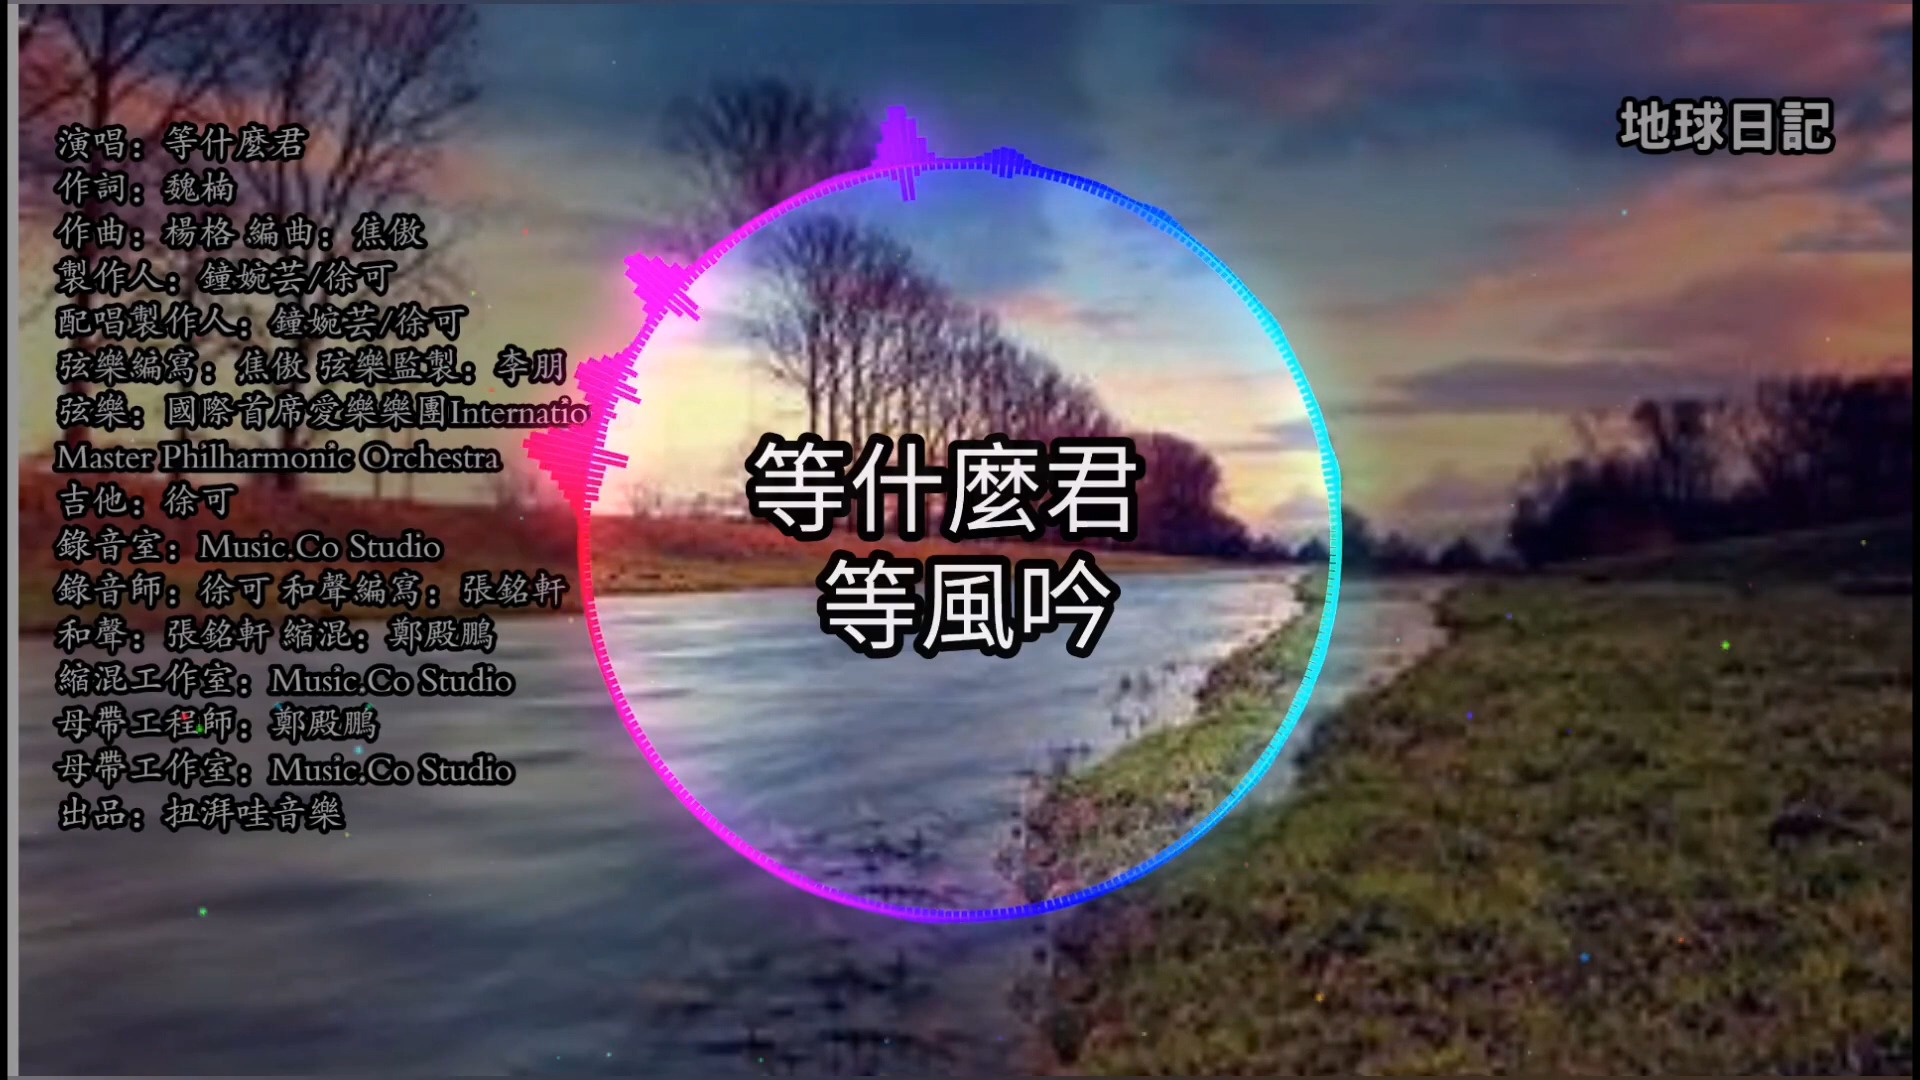 演唱：等什麼君
作詞：魏楠
作曲：楊格 編曲：焦傲
製作人：鐘婉芸/徐可
配唱製作人：鐘婉芸/徐可
弦樂編寫：焦傲 弦樂監製：李朋
弦樂：國際首席愛樂樂團Internatio
Master Philharmonic Orchestra
吉他：徐可
錄音室：Music.Co Studio
錄音師：徐可 和聲編寫：張銘軒
和聲：張銘軒 縮混：鄭殿鵬
縮混工作室：Music.Co Studio
母帶工程師：鄭殿鵬
母帶工作室：Music.Co Studio
出品：扭湃哇音樂
等什麼君
等風吟
地球日記